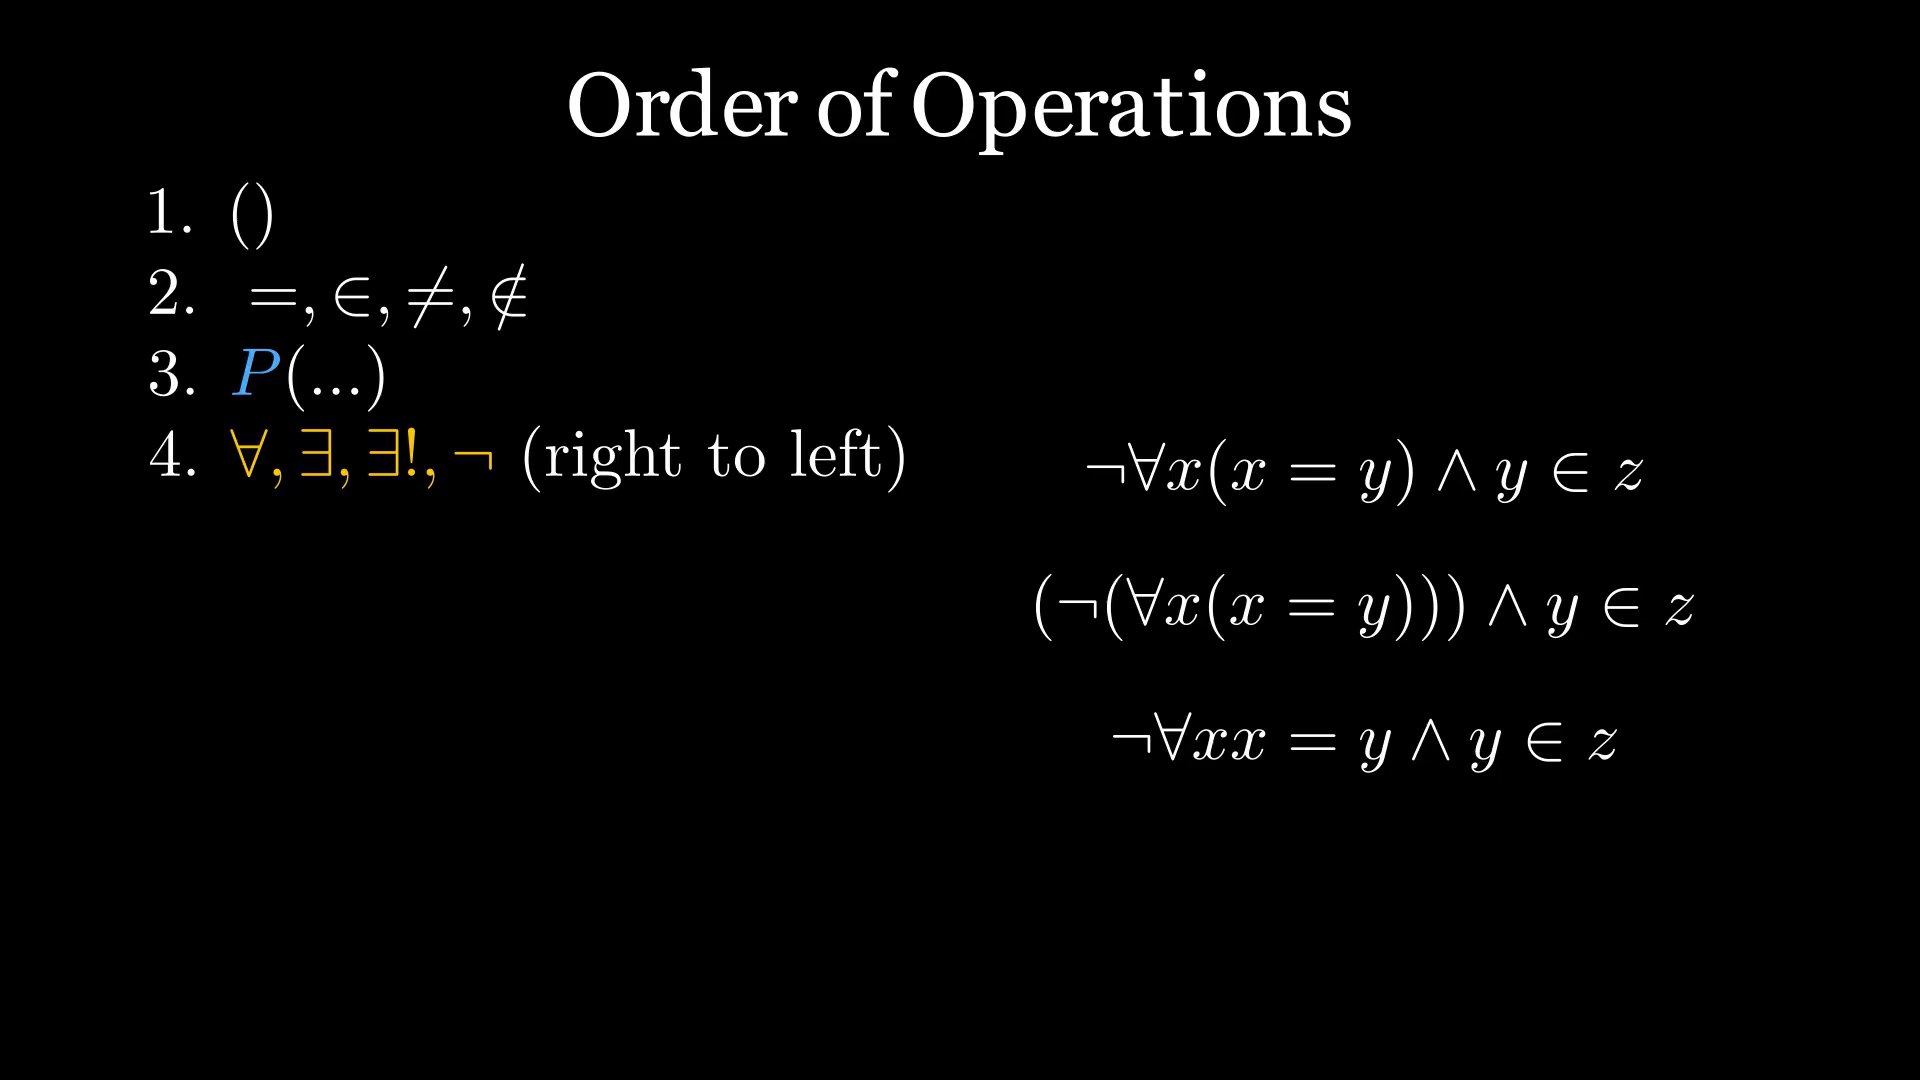 Order of Operations
1. ()
2. =, ∈, ≠, ∉
3. P(...)
4. ∀, ∃, ∃!, ¬ (right to left)
¬∀x(x = y) ∧ y ∈ z
(¬(∀x(x = y))) ∧ y ∈ z
¬∀xx = y ∧ y ∈ z